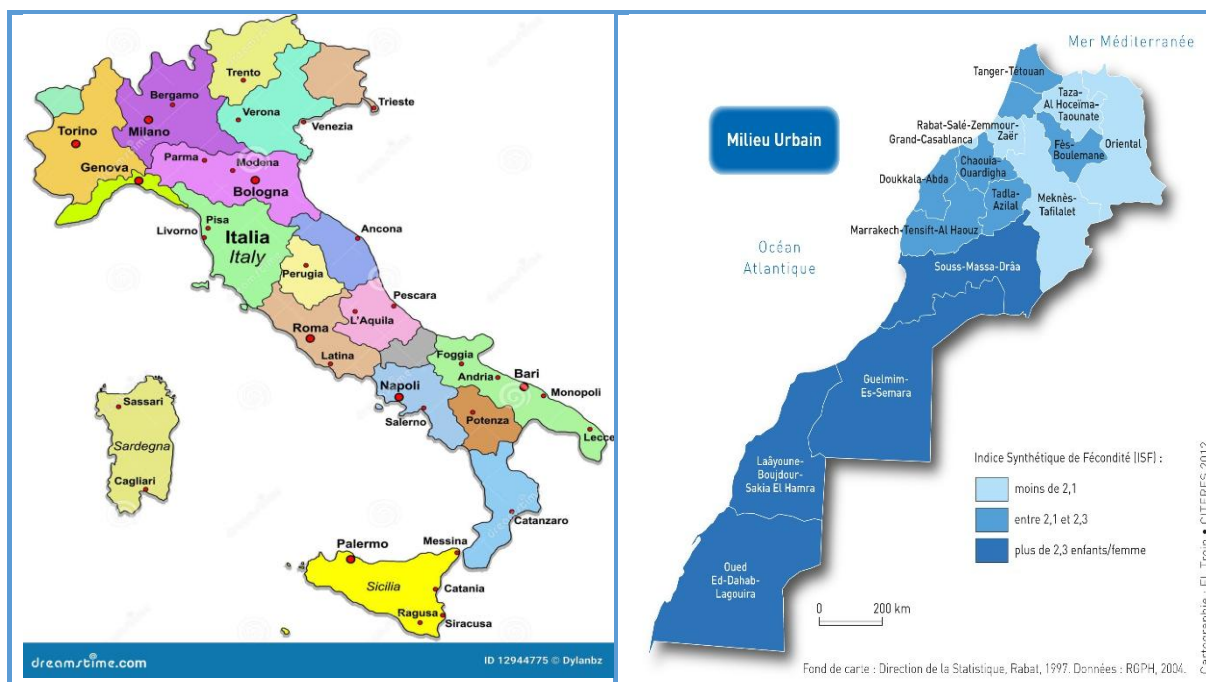 Trento
Bergamo
Trieste
Verona
Venezia
Torino
Milano
Parma
Modena
Genova
Bologna
Pisa
Livorno
Italia
Italy
Ancona
Perugia
Pescara
L'Aquila
Roma
Latina
Foggia
Andria
Bari
Napoli
Monopoli
Salerno
Potenza
Lecce
Sassari
Sardegna
Cagliari
Catanzaro
Messina
Palermo
Sicilia
Catania
Ragusa
Siracusa
dreamstime.com
ID 12944775 © Dylanbz
Mer Méditerranée
Milieu Urbain
Tanger-Tétouan
Taza-
Al Hoceïma-
Taounate
Rabat-Salé-Zemmour-
Zaër
Grand-Casablanca
Fès-
Boulemane
Oriental
Chaouia-
Ouardigha
Doukkala-Abda
Tadla-
Azilal
Meknès-
Tafilalet
Marrakech-Tensift-Al Haouz
Océan
Atlantique
Souss-Massa-Drâa
Guelmim-
Es-Semara
Laâyoune-
Boujdour-
Sakia El Hamra
Oued
Ed-Dahab-
Lagouira
Indice Synthétique de Fécondité (ISF) :
moins de 2,1
entre 2,1 et 2,3
plus de 2,3 enfants/femme
0 200 km
Fond de carte : Direction de la Statistique, Rabat, 1997. Données : RGPH, 2004.
Cartographie : Fl. Troin • CITERES 2012